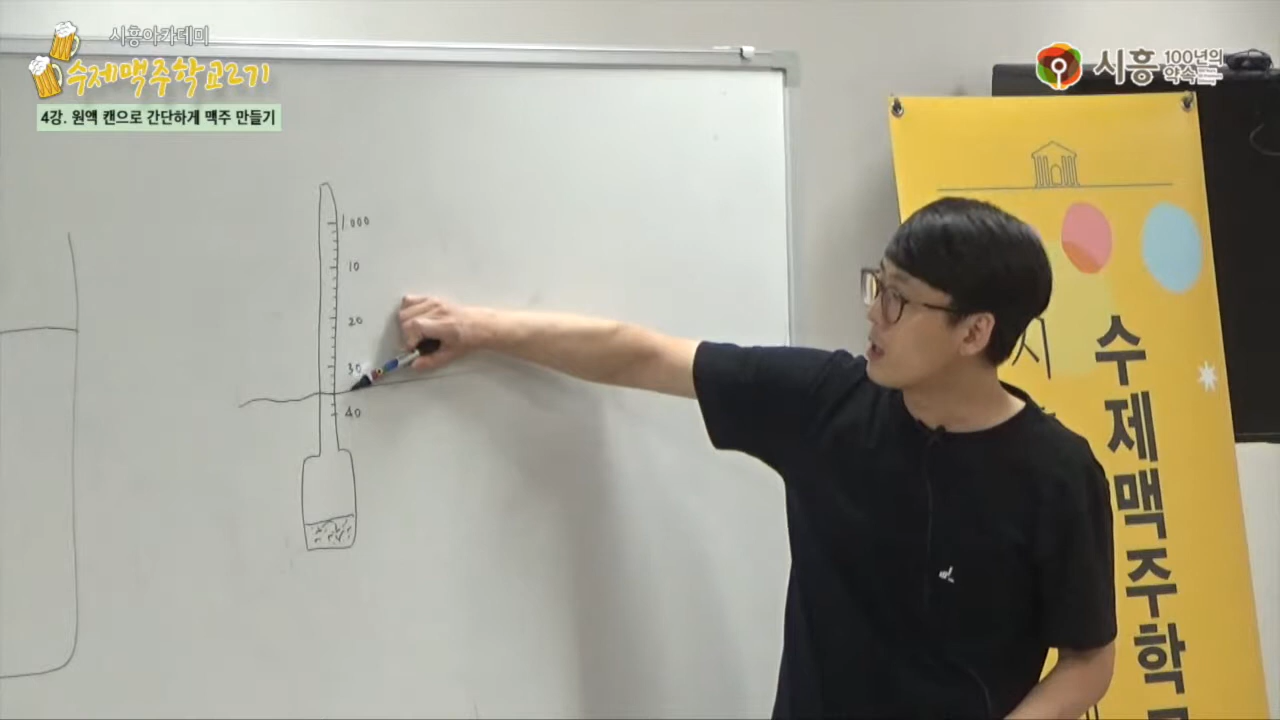 시흥아카데미
수제맥주학교2기
4강. 원액 캔으로 간단하게 맥주 만들기
시흥 100년의
약속
1.000
10
20
30
40
시
수제맥주학